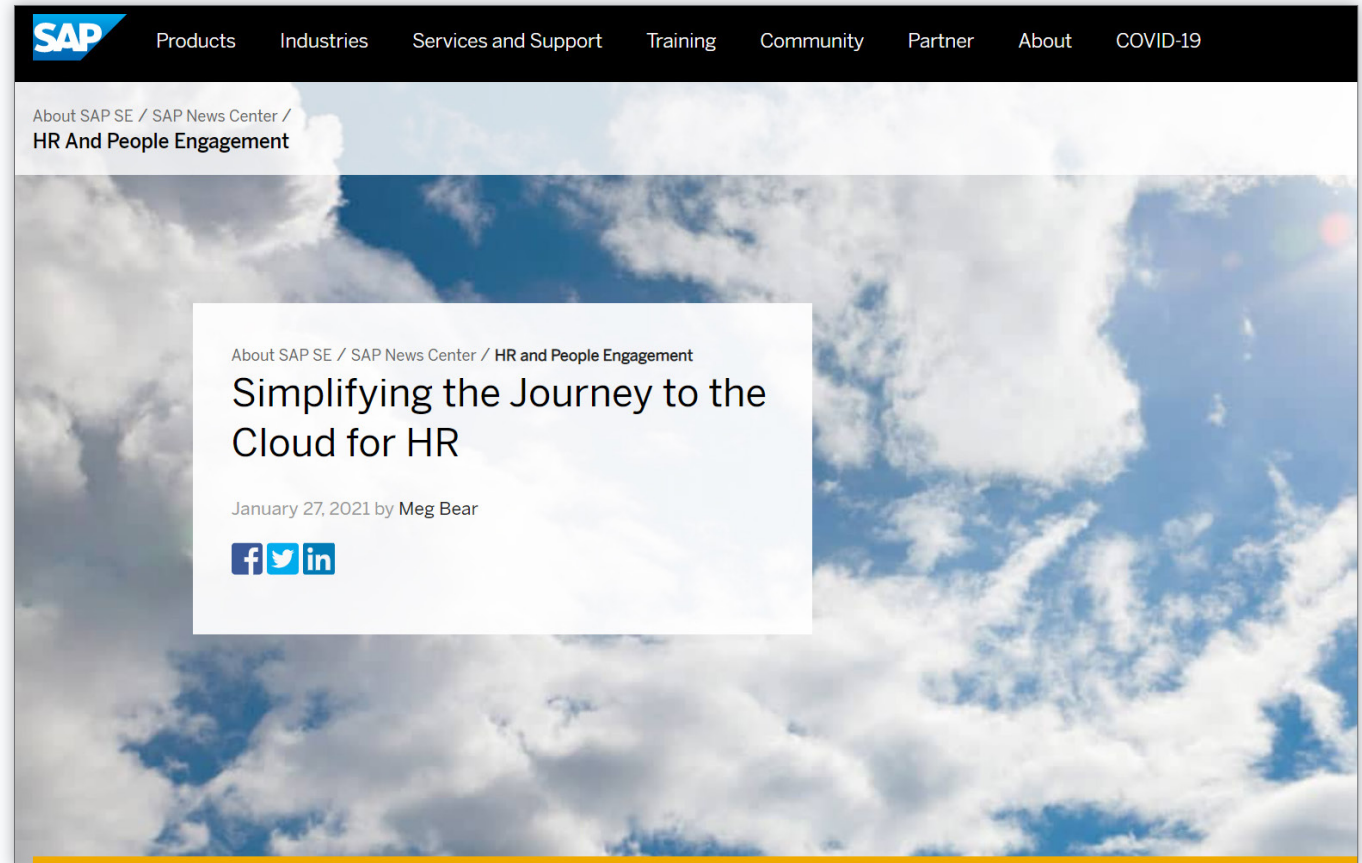 SAP
Products Industries Services and Support Training Community Partner About COVID-19
About SAP SE / SAP News Center /
HR And People Engagement
About SAP SE / SAP News Center / HR and People Engagement
Simplifying the Journey to the
Cloud for HR
January 27, 2021 by Meg Bear
f in